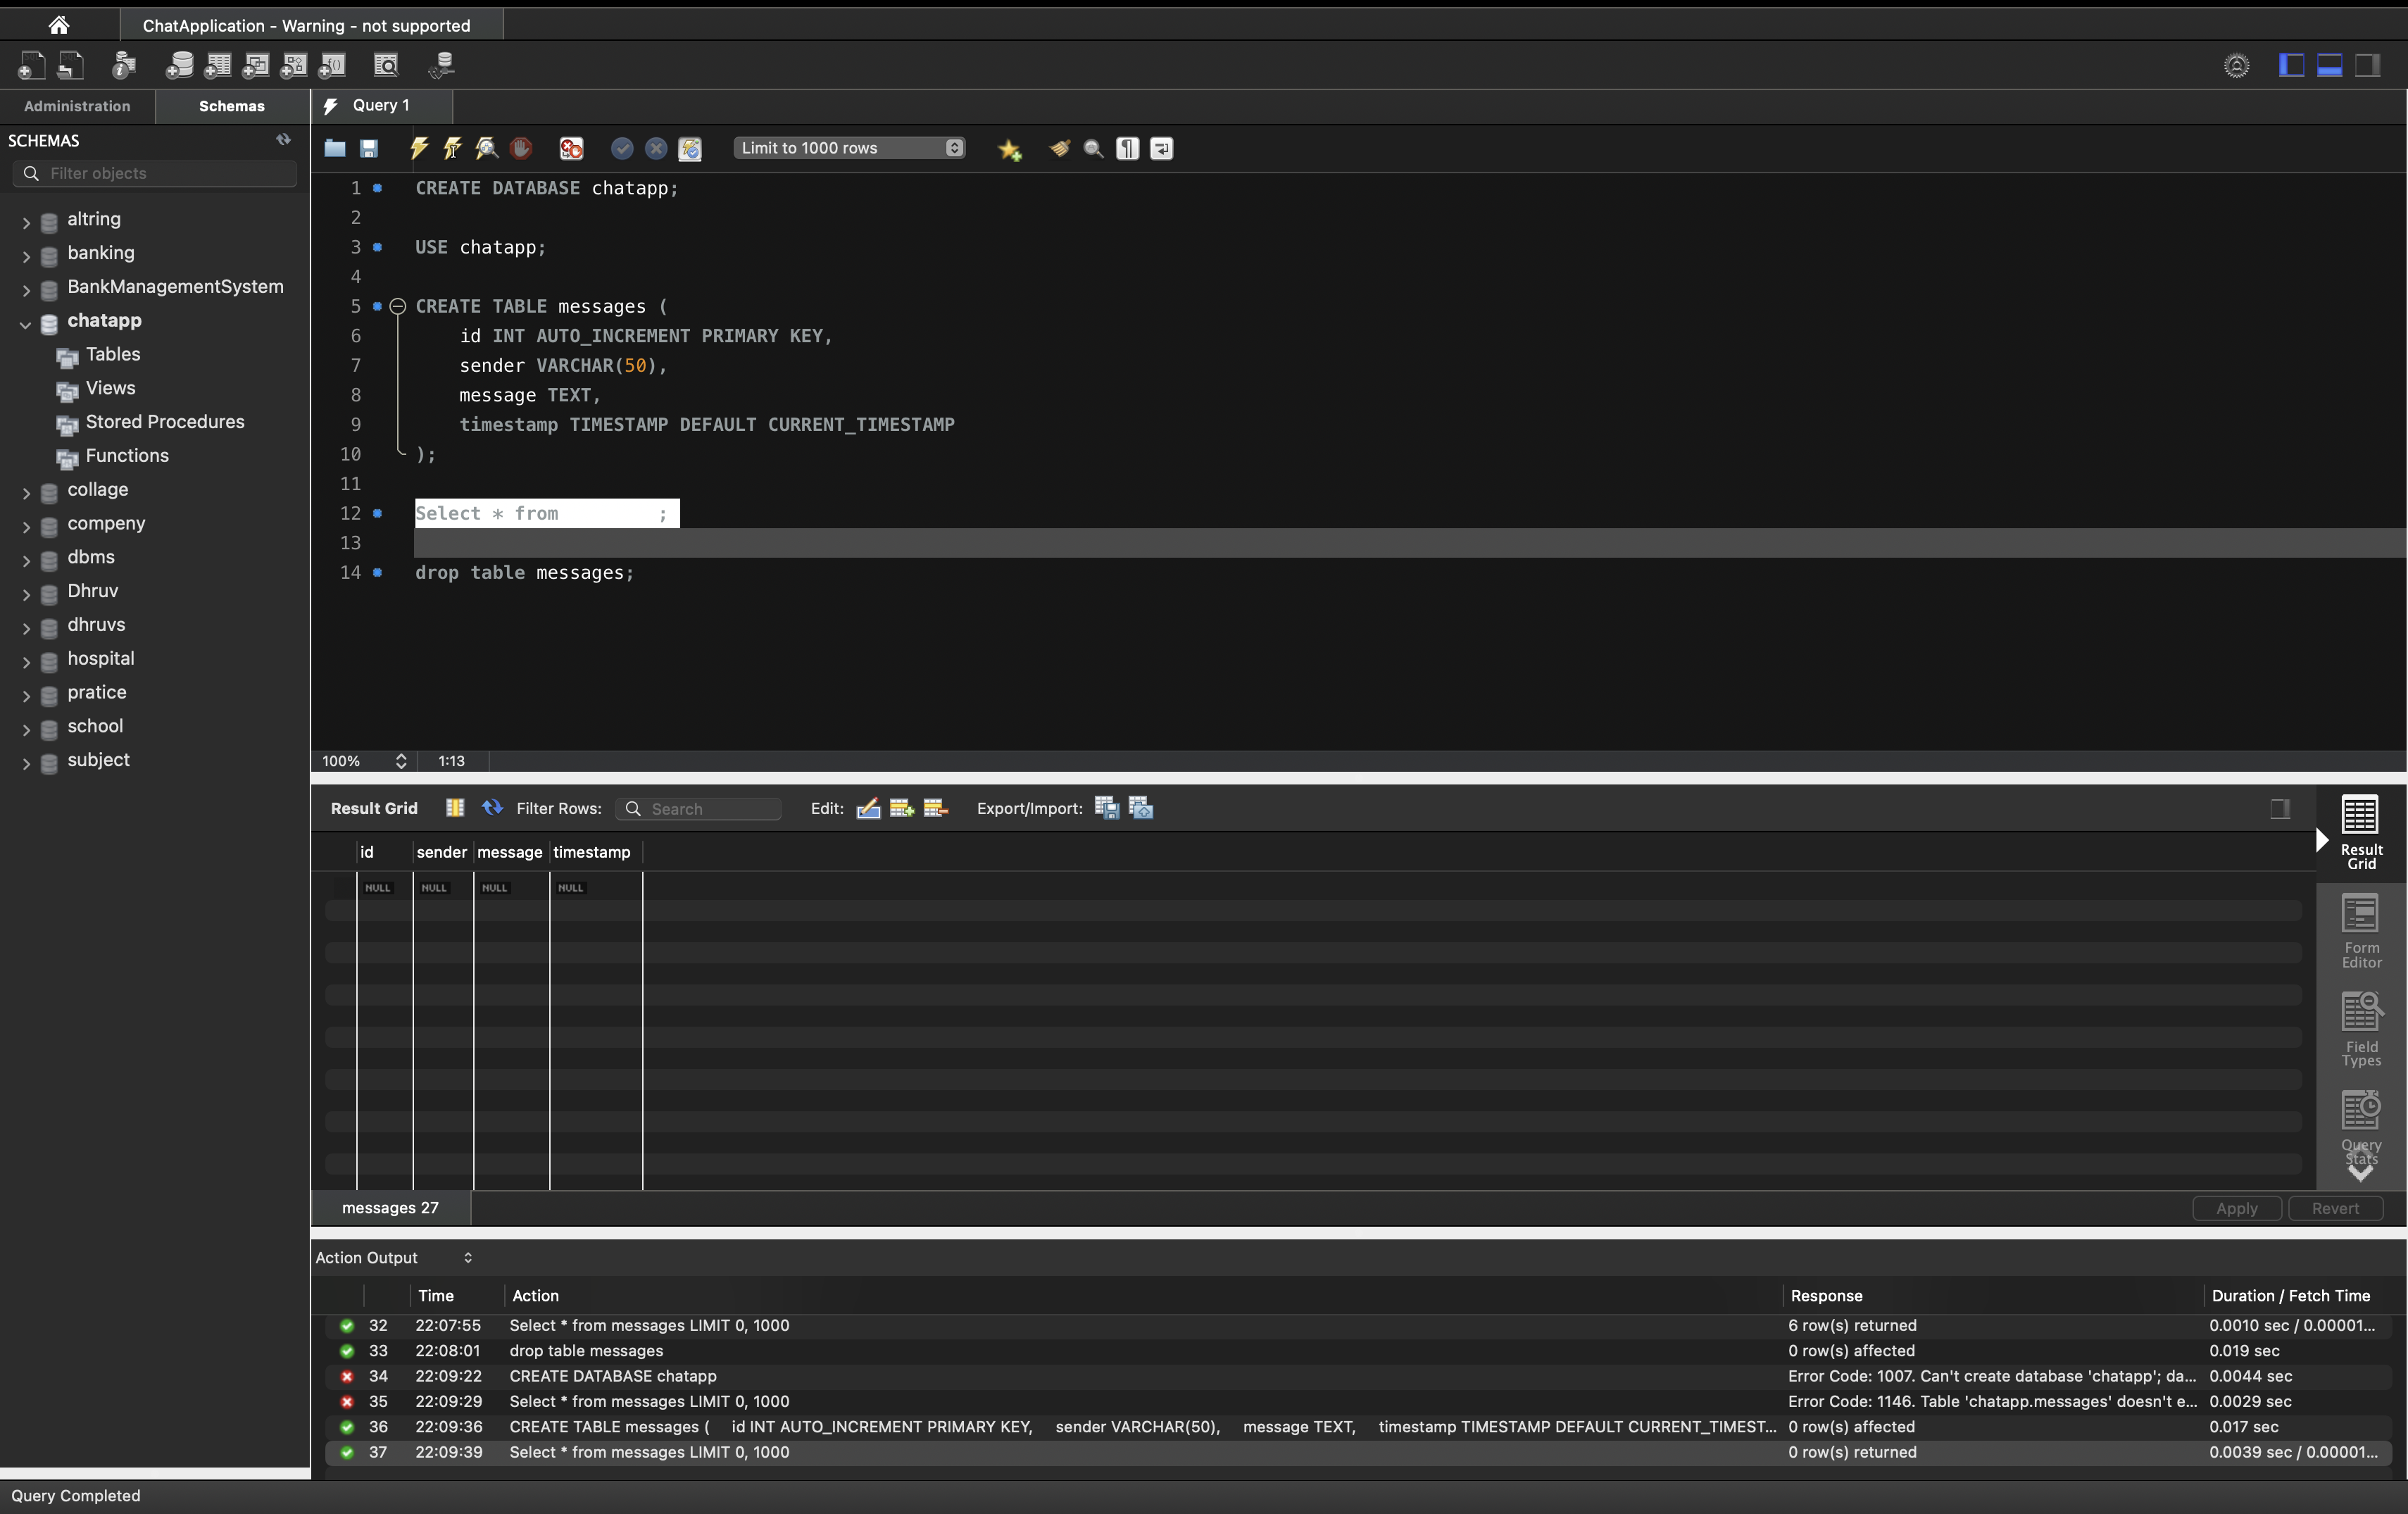 ChatApplication - Warning - not supported
Administration
Schemas
Query 1
SCHEMAS
Filter objects
altring
banking
BankManagementSystem
chatapp
Tables
Views
Stored Procedures
Functions
collage
compeny
dbms
Dhruv
dhruvs
hospital
pratice
school
subject
Limit to 1000 rows
1 CREATE DATABASE chatapp;
2
3 USE chatapp;
4
5 CREATE TABLE messages (
6 id INT AUTO_INCREMENT PRIMARY KEY,
7 sender VARCHAR(50),
8 message TEXT,
9 timestamp TIMESTAMP DEFAULT CURRENT_TIMESTAMP
10 );
11
12 Select * from ;
13
14 drop table messages;
100% 1:13
Result Grid Filter Rows: Search Edit: Export/Import:
id sender message timestamp
NULL NULL NULL NULL
Result
Grid
Form
Editor
Field
Types
Query
Stats
messages 27
Apply Revert
Action Output
Time Action Response Duration / Fetch Time
32 22:07:55 Select * from messages LIMIT 0, 1000 6 row(s) returned 0.0010 sec / 0.00001...
33 22:08:01 drop table messages 0 row(s) affected 0.019 sec
34 22:09:22 CREATE DATABASE chatapp Error Code: 1007. Can't create database 'chatapp'; da... 0.0044 sec
35 22:09:29 Select * from messages LIMIT 0, 1000 Error Code: 1146. Table 'chatapp.messages' doesn't e... 0.0029 sec
36 22:09:36 CREATE TABLE messages ( id INT AUTO_INCREMENT PRIMARY KEY, sender VARCHAR(50), message TEXT, timestamp TIMESTAMP DEFAULT CURRENT_TIMEST... 0 row(s) affected 0.017 sec
37 22:09:39 Select * from messages LIMIT 0, 1000 0 row(s) returned 0.0039 sec / 0.00001...
Query Completed